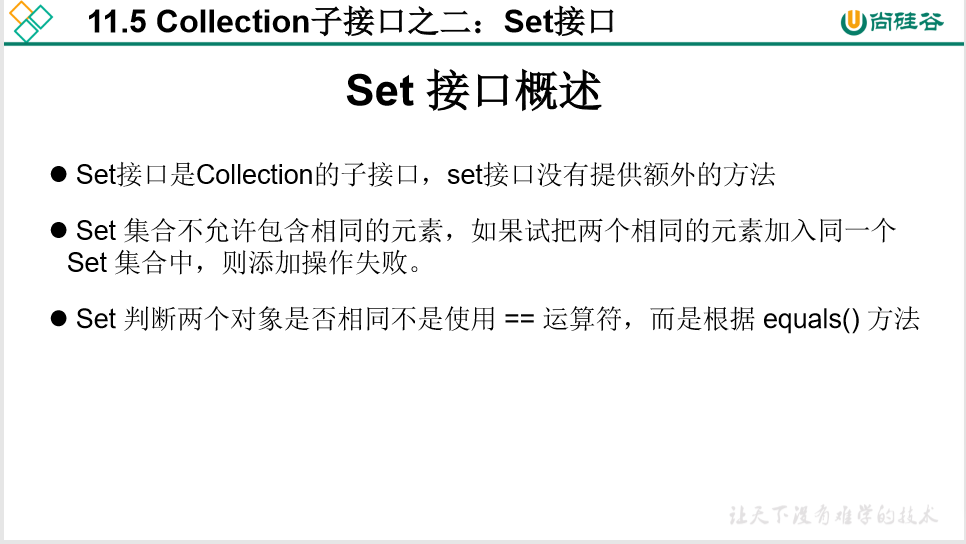 11.5 Collection子接口之二：Set接口
尚硅谷
Set 接口概述
● Set接口是Collection的子接口，set接口没有提供额外的方法
● Set 集合不允许包含相同的元素，如果试把两个相同的元素加入同一个
Set 集合中，则添加操作失败。
● Set 判断两个对象是否相同不是使用 == 运算符，而是根据 equals() 方法
让天下没有难学的技术